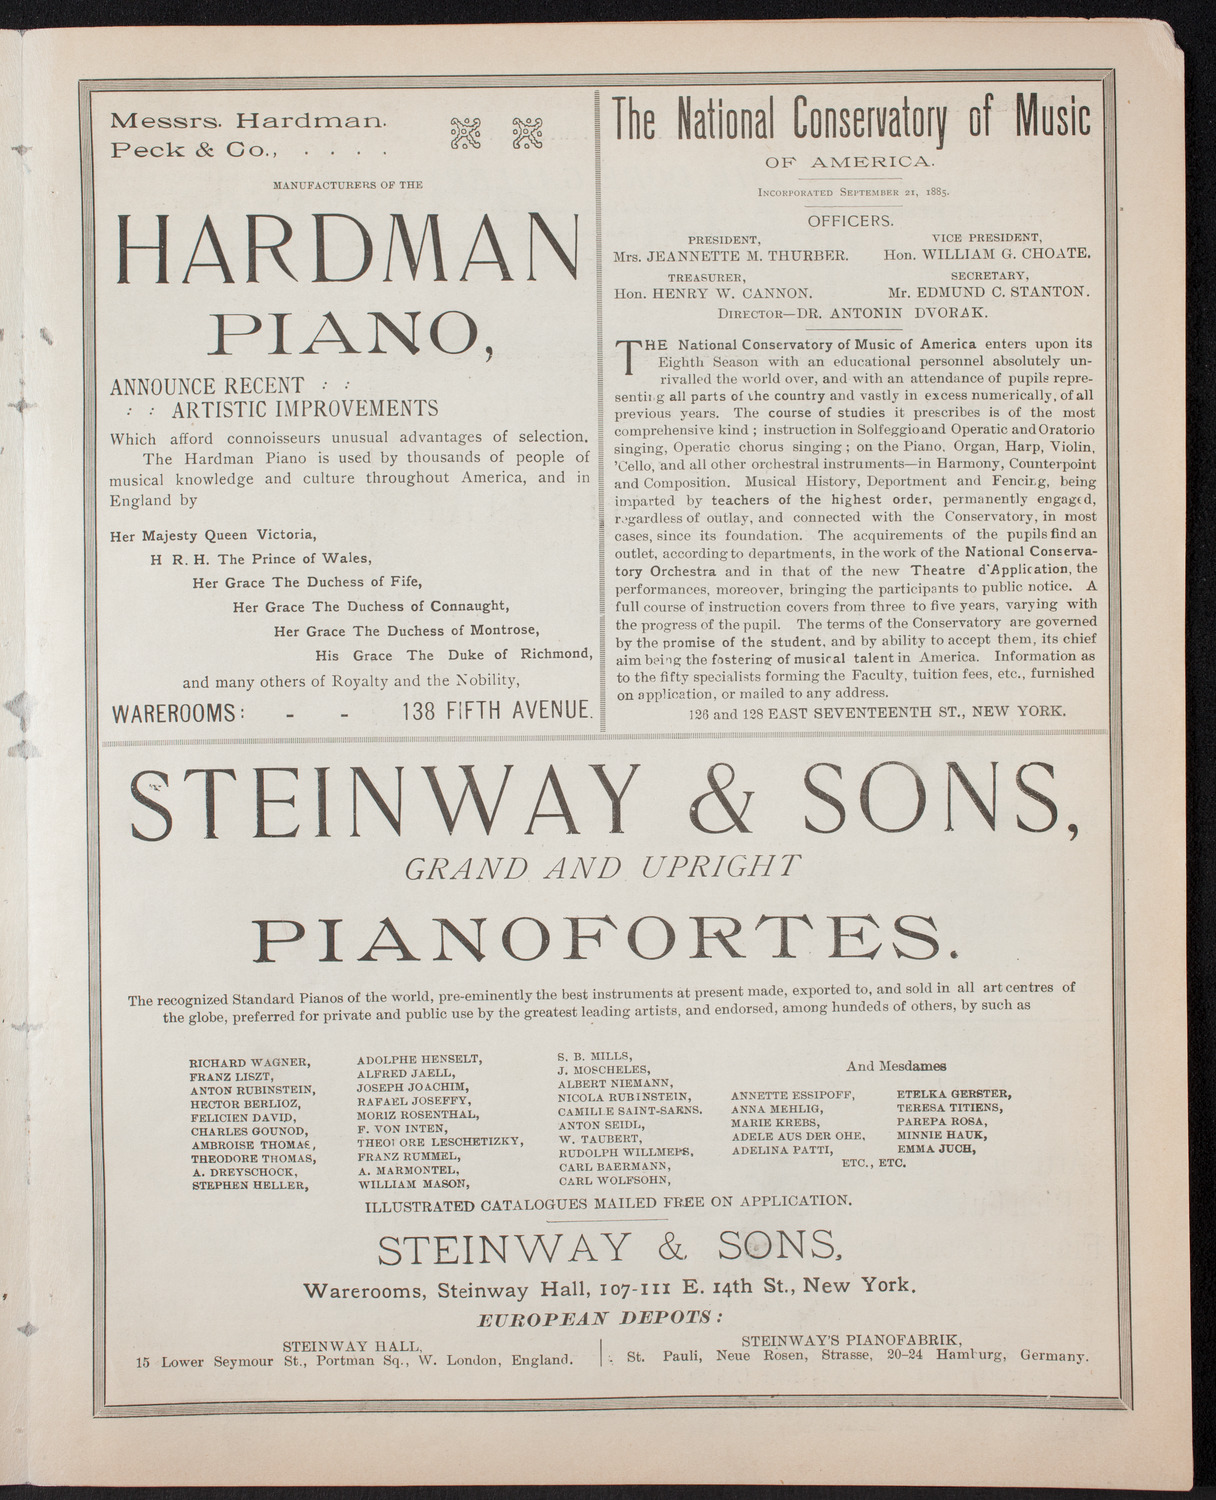 Messrs. Hardman.
Peck & Co., . . . .
MANUFACTURERS OF THE
HARDMAN
PIANO,
ANNOUNCE RECENT : :
: : ARTISTIC IMPROVEMENTS
Which afford connoisseurs unusual advantages of selection.
The Hardman Piano is used by thousands of people of
musical knowledge and culture throughout America, and in
England by
Her Majesty Queen Victoria,
H R. H. The Prince of Wales,
Her Grace The Duchess of Fife,
Her Grace The Duchess of Connaught,
Her Grace The Duchess of Montrose,
His Grace The Duke of Richmond,
and many others of Royalty and the Nobility,
WAREROOMS: - - 138 FIFTH AVENUE.
The National Conservatory of Music
OF AMERICA.
INCORPORATED SEPTEMBER 21, 1885.
OFFICERS.
PRESIDENT, VICE PRESIDENT,
Mrs. JEANNETTE M. THURBER. Hon. WILLIAM G. CHOATE.
TREASURER, SECRETARY,
Hon. HENRY W. CANNON. Mr. EDMUND C. STANTON.
DIRECTOR—DR. ANTONIN DVORAK.
THE National Conservatory of Music of America enters upon its
Eighth Season with an educational personnel absolutely un-
rivalled the world over, and with an attendance of pupils repre-
senting all parts of the country and vastly in excess numerically, of all
previous years. The course of studies it prescribes is of the most
comprehensive kind ; instruction in Solfeggio and Operatic and Oratorio
singing, Operatic chorus singing ; on the Piano, Organ, Harp, Violin,
'Cello, and all other orchestral instruments—in Harmony, Counterpoint
and Composition. Musical History, Deportment and Fencing, being
imparted by teachers of the highest order, permanently engaged,
regardless of outlay, and connected with the Conservatory, in most
cases, since its foundation. The acquirements of the pupils find an
outlet, according to departments, in the work of the National Conserva-
tory Orchestra and in that of the new Theatre d'Application, the
performances, moreover, bringing the participants to public notice. A
full course of instruction covers from three to five years, varying with
the progress of the pupil. The terms of the Conservatory are governed
by the promise of the student, and by ability to accept them, its chief
aim being the fostering of musical talent in America. Information as
to the fifty specialists forming the Faculty, tuition fees, etc., furnished
on application, or mailed to any address.
126 and 128 EAST SEVENTEENTH ST., NEW YORK.
STEINWAY & SONS,
GRAND AND UPRIGHT
PIANOFORTES.
The recognized Standard Pianos of the world, pre-eminently the best instruments at present made, exported to, and sold in all art centres of
the globe, preferred for private and public use by the greatest leading artists, and endorsed, among hundeds of others, by such as
RICHARD WAGNER,
FRANZ LISZT,
ANTON RUBINSTEIN,
HECTOR BERLIOZ,
FELICIEN DAVID,
CHARLES GOUNOD,
AMBROISE THOMAS,
THEODORE THOMAS,
A. DREYSCHOCK,
STEPHEN HELLER,
ADOLPHE HENSELT,
ALFRED JAELL,
JOSEPH JOACHIM,
RAFAEL JOSEFFY,
MORIZ ROSENTHAL,
F. VON INTEN,
THEODORE LESCHETIZKY,
FRANZ RUMMEL,
A. MARMONTEL,
WILLIAM MASON,
S. B. MILLS,
J. MOSCHELES,
ALBERT NIEMANN,
NICOLA RUBINSTEIN,
CAMILLE SAINT-SAENS.
ANTON SEIDL,
W. TAUBERT,
RUDOLPH WILLMERS,
CARL BAERMANN,
CARL WOLFSOHN,
And Mesdames
ANNETTE ESSIPOFF,
ANNA MEHLIG,
MARIE KREBS,
ADELE AUS DER OHE,
ADELINA PATTI,
ETELKA GERSTER,
TERESA TITIENS,
PAREPA ROSA,
MINNIE HAUK,
EMMA JUCH,
ETC., ETC.
ILLUSTRATED CATALOGUES MAILED FREE ON APPLICATION.
STEINWAY & SONS,
Warerooms, Steinway Hall, 107-111 E. 14th St., New York.
EUROPEAN DEPOTS:
STEINWAY HALL,
15 Lower Seymour St., Portman Sq., W. London, England.
STEINWAY'S PIANOFABRIK,
St. Pauli, Neue Rosen, Strasse, 20–24 Hamburg, Germany.